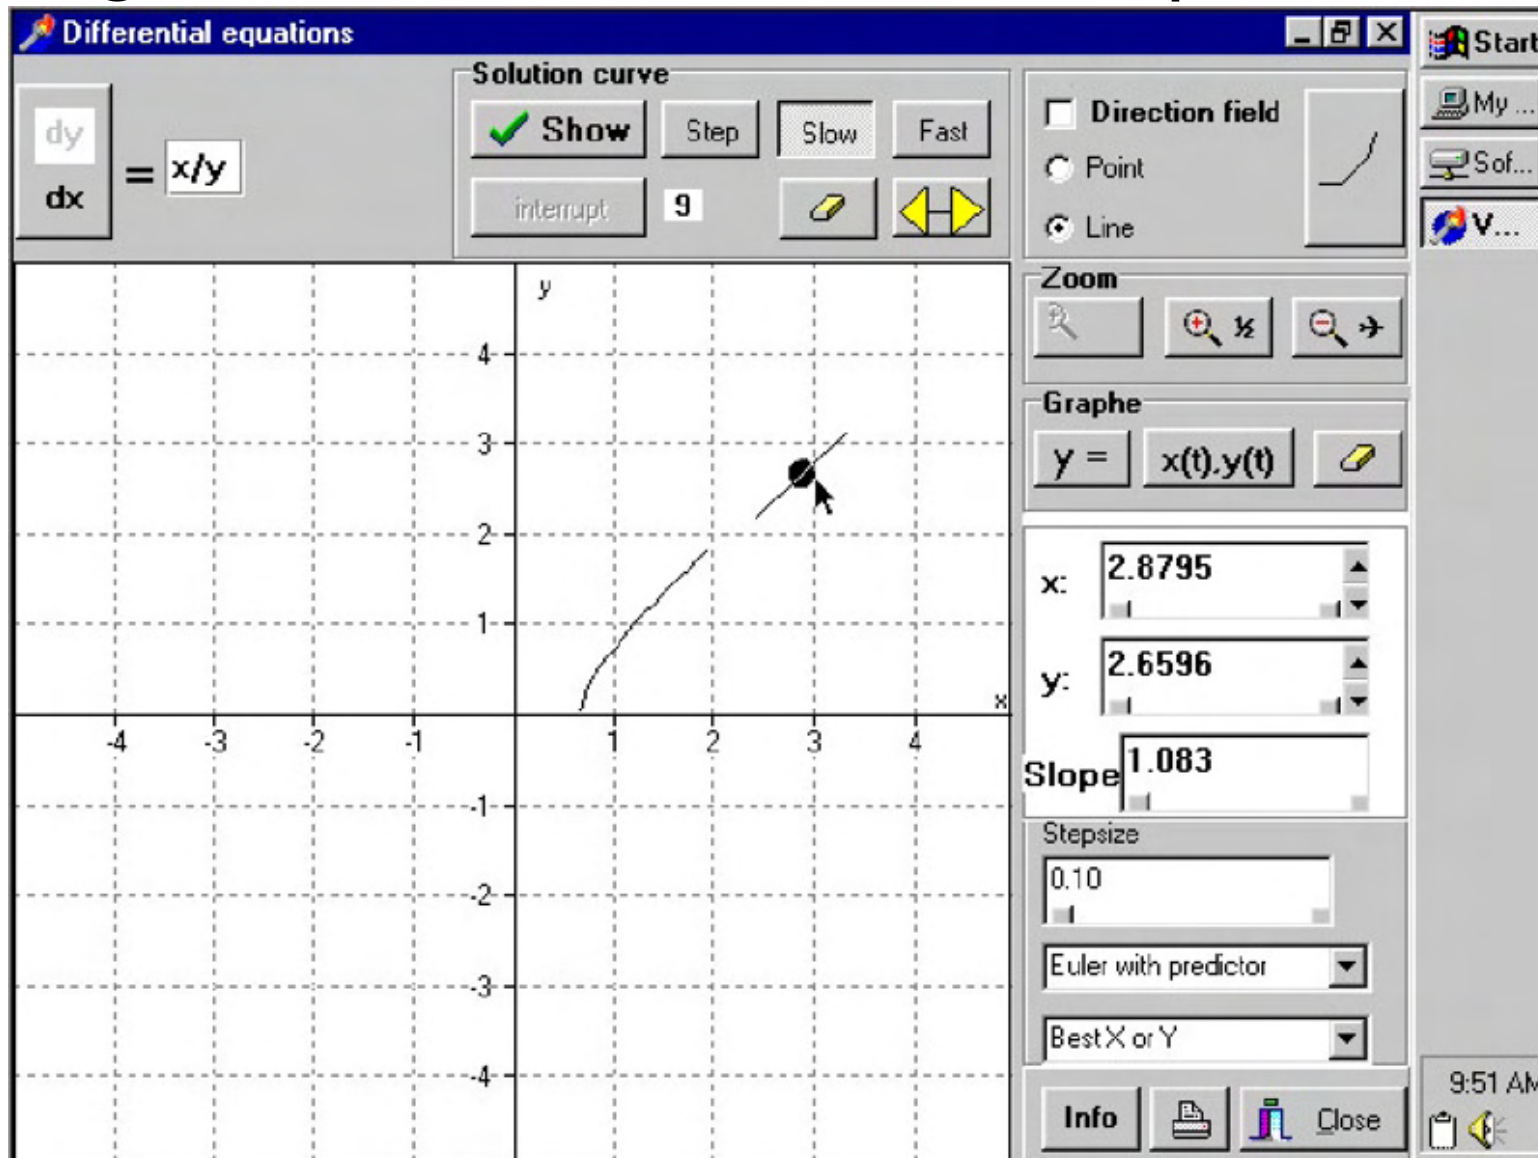 Differential equations
Start
dy
dx
= x/y
Solution curve
Show
Step
Slow
Fast
interrupt
9
Direction field
Point
Line
My ...
Sof...
V...
Zoom
½
Graphe
y =
x(t),y(t)
x: 2.8795
y: 2.6596
Slope 1.083
Stepsize
0.10
Euler with predictor
Best X or Y
Info
Close
9:51 AM
y
4
3
2
1
x
-4 -3 -2 -1 1 2 3 4
-1
-2
-3
-4